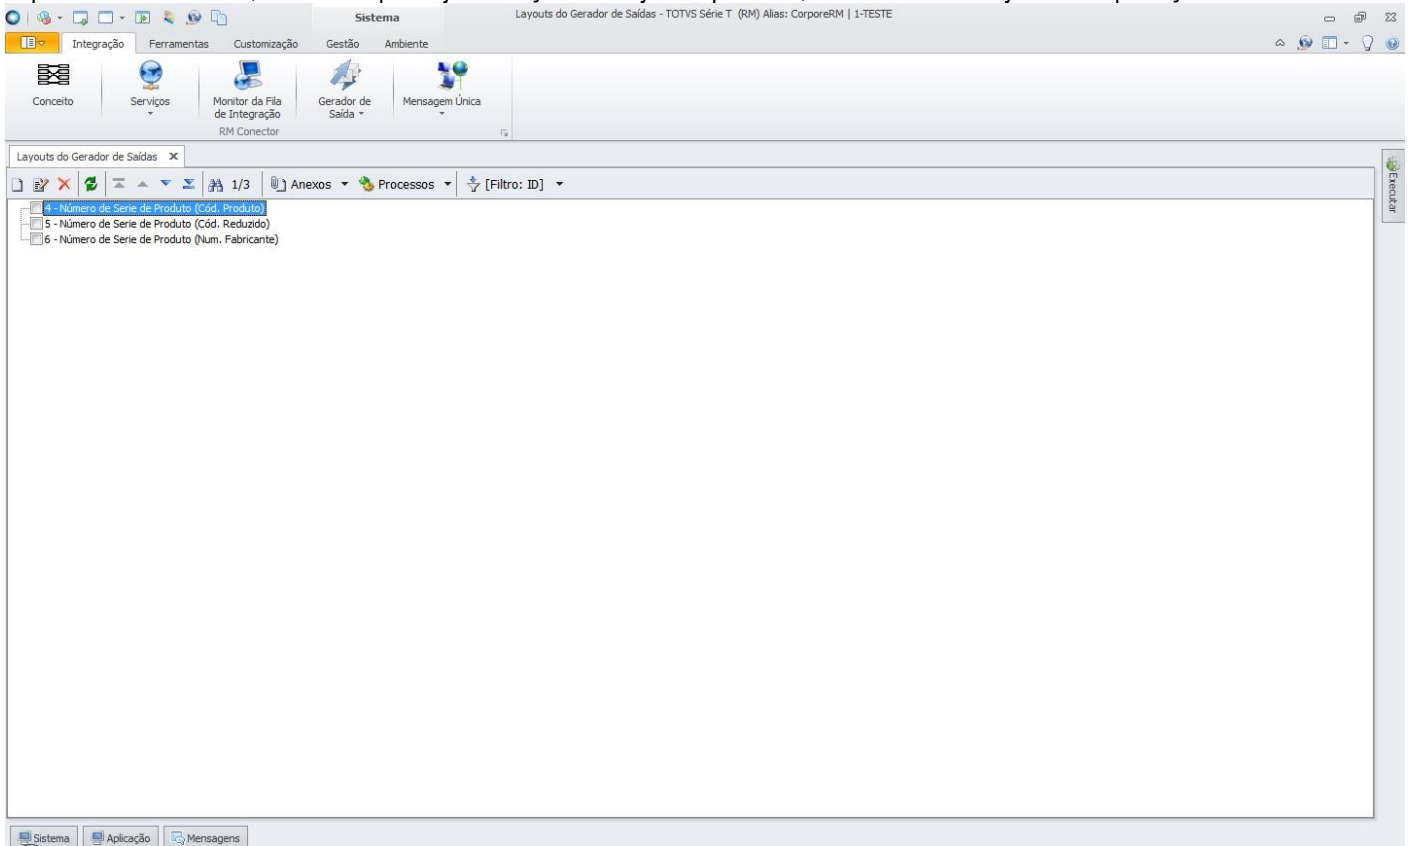 Sistema
Layouts do Gerador de Saídas - TOTVS Série T (RM) Alias: CorporeRM | 1-TESTE
Integração Ferramentas Customização Gestão Ambiente
Conceito
Serviços
Monitor da Fila
de Integração
Gerador de
Saída
Mensagem Única
RM Conector
Layouts do Gerador de Saídas X
1/3 Anexos Processos [Filtro: ID]
Executar
4 - Número de Serie de Produto (Cód. Produto)
5 - Número de Serie de Produto (Cód. Reduzido)
6 - Número de Serie de Produto (Num. Fabricante)
Sistema Aplicação Mensagens